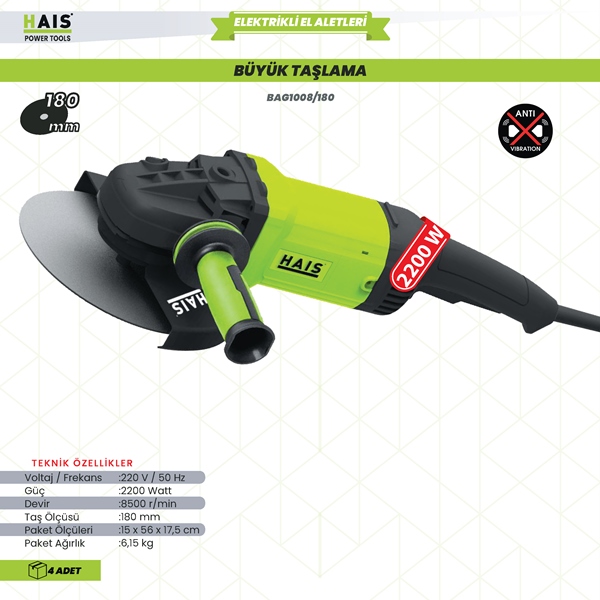 HAIS
POWER TOOLS
ELEKTRİKLİ EL ALETLERİ
BÜYÜK TAŞLAMA
BAG1008/180
180
mm
ANTI
VIBRATION
2200 W
HAIS
HAIS
TEKNİK ÖZELLİKLER
Voltaj / Frekans :220 V / 50 Hz
Güç :2200 Watt
Devir :8500 r/min
Taş Ölçüsü :180 mm
Paket Ölçüleri :15 x 56 x 17,5 cm
Paket Ağırlık :6,15 kg
4 ADET